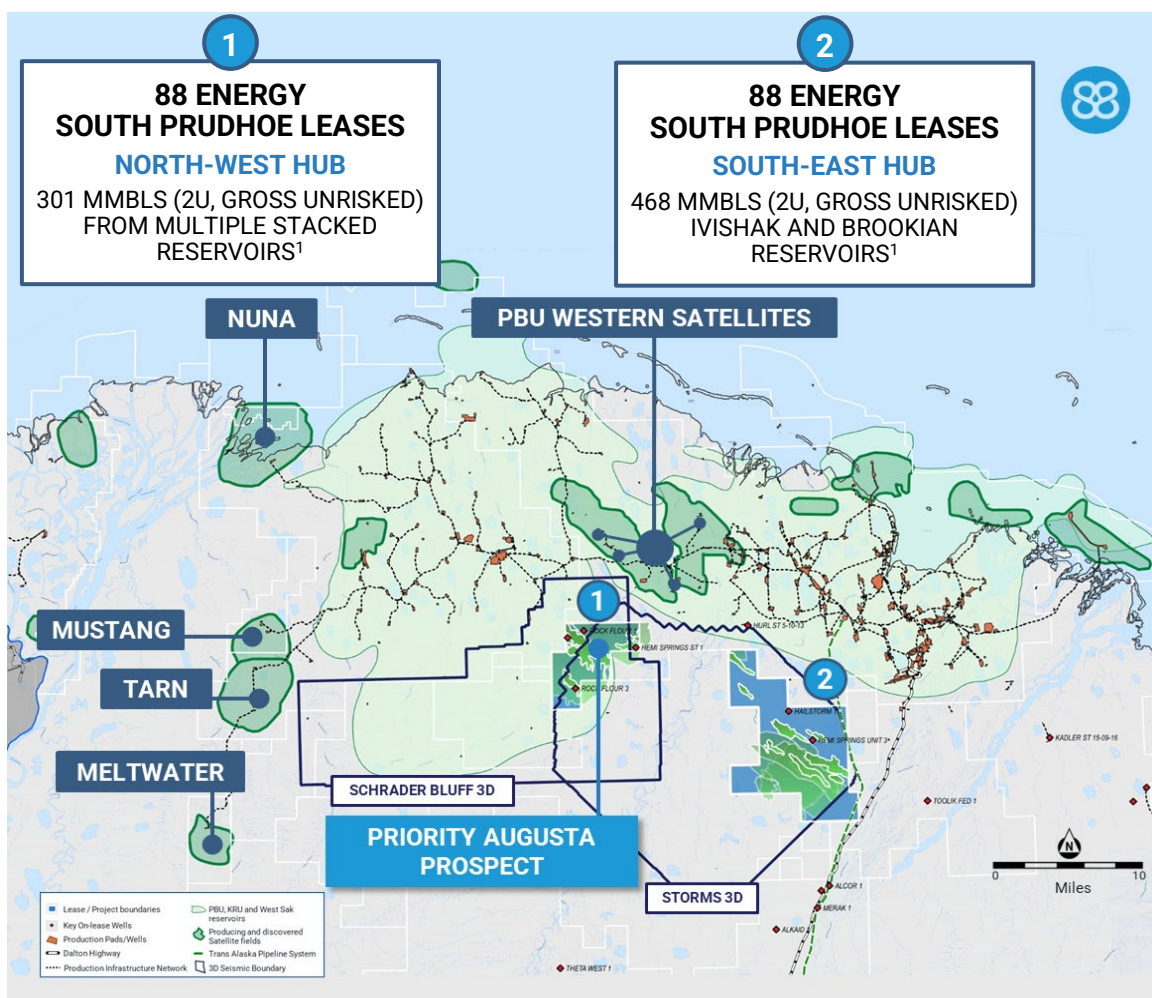 1
88 ENERGY
SOUTH PRUDHOE LEASES
NORTH-WEST HUB
301 MMBLS (2U, GROSS UNRISKED)
FROM MULTIPLE STACKED
RESERVOIRS¹
2
88 ENERGY
SOUTH PRUDHOE LEASES
SOUTH-EAST HUB
468 MMBLS (2U, GROSS UNRISKED)
IVISHAK AND BROOKIAN
RESERVOIRS¹
88
NUNA
PBU WESTERN SATELLITES
1
ROCK FLOUR
HURL ST 5-10-13
MUSTANG
HEMI SPRINGS ST 1
2
TARN
ROCK FLOUR 3
HAILSTORM
HEMI SPRINGS UNIT 3
KADLER ST 15-09-16
MELTWATER
SCHRADER BLUFF 3D
TOOLIK FED 1
PRIORITY AUGUSTA
PROSPECT
N
0
10
Miles
STORMS 3D
ALCOR 1
MERAK 1
ALKAID
THETA WEST 1
Lease / Project boundaries
Key On-lease Wells
Production Pads/Wells
Dalton Highway
Production Infrastructure Network
PBU, KRU and West Sak
reservoirs
Producing and discovered
Satellite fields
Trans Alaska Pipeline System
3D Seismic Boundary